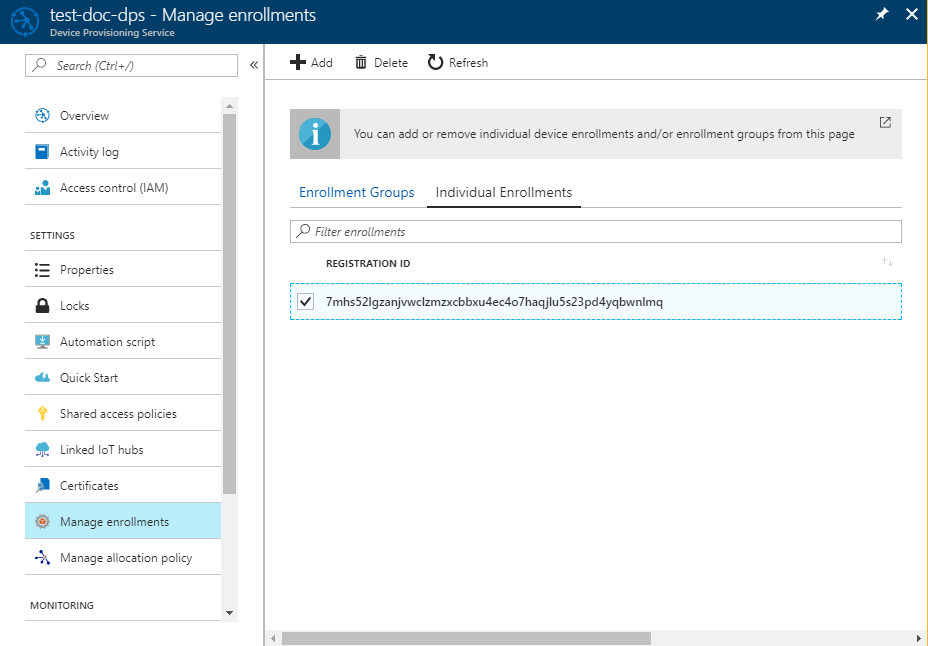 test-doc-dps - Manage enrollments
Device Provisioning Service
Search (Ctrl+/)
Overview
Activity log
Access control (IAM)
SETTINGS
Properties
Locks
Automation script
Quick Start
Shared access policies
Linked IoT hubs
Certificates
Manage enrollments
Manage allocation policy
MONITORING
Add Delete Refresh
You can add or remove individual device enrollments and/or enrollment groups from this page
Enrollment Groups Individual Enrollments
Filter enrollments
REGISTRATION ID
7mhs52lgzanjvwclzmzxcbbxu4ec4o7haqjlu5s23pd4yqbwnlmq